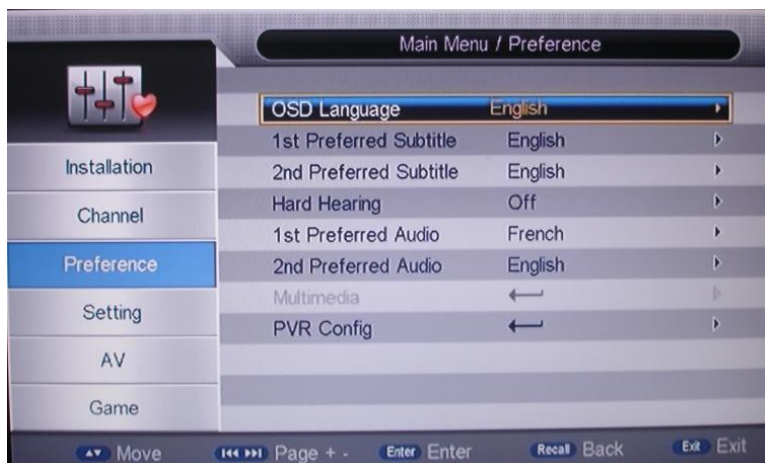 Main Menu / Preference
OSD Language English
1st Preferred Subtitle English
2nd Preferred Subtitle English
Hard Hearing Off
1st Preferred Audio French
2nd Preferred Audio English
Multimedia
PVR Config
Installation
Channel
Preference
Setting
AV
Game
Move Page + - Enter Enter Recall Back Exit Exit